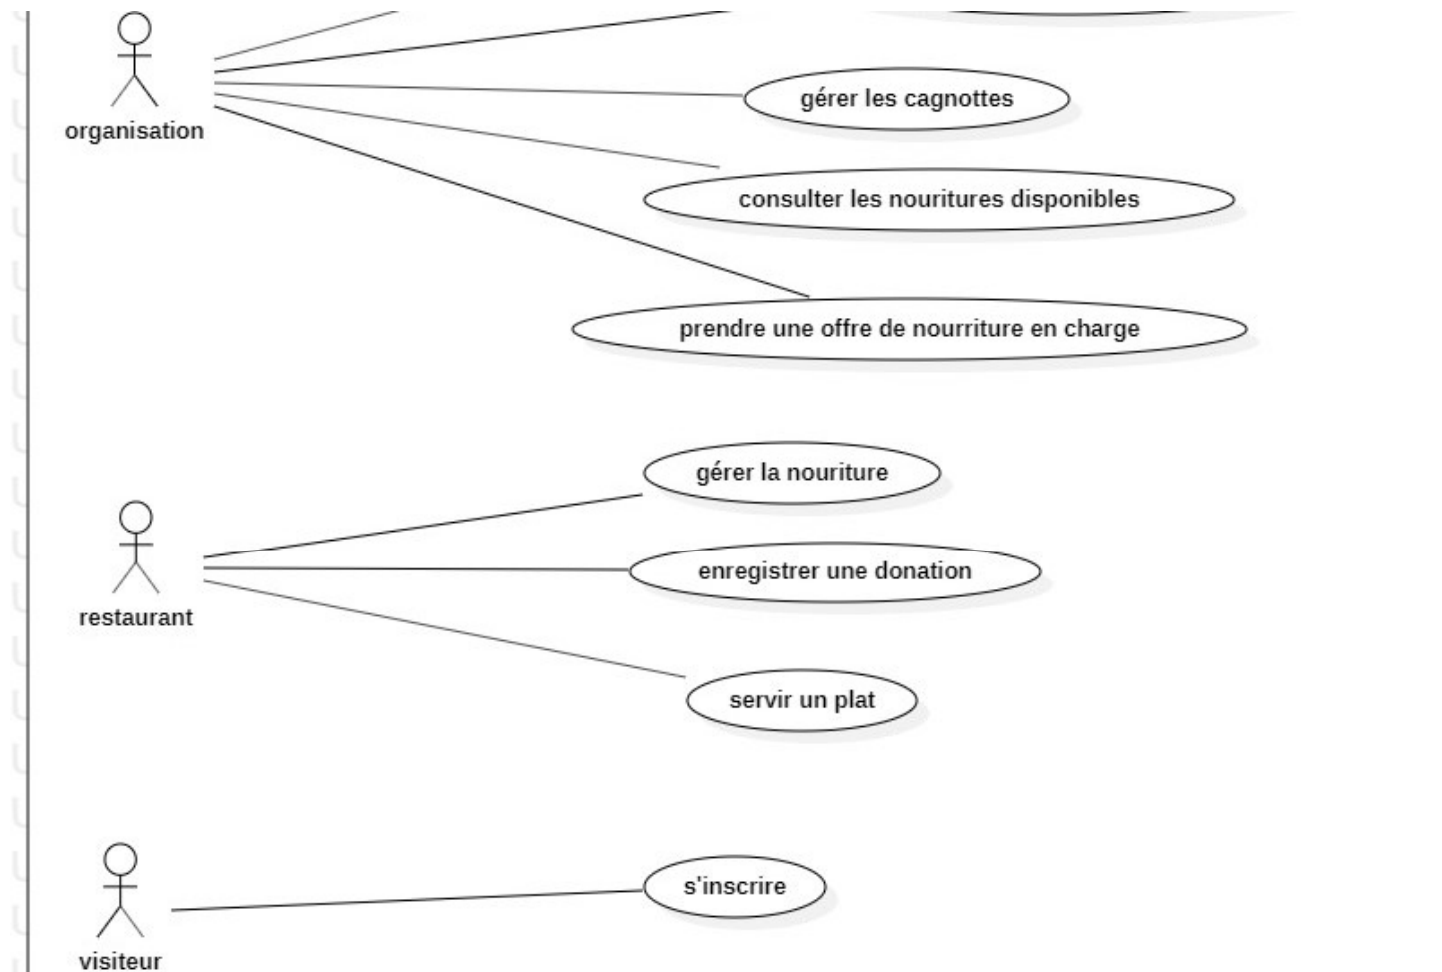 gérer les cagnottes
organisation
consulter les nouritures disponibles
prendre une offre de nourriture en charge
gérer la nouriture
enregistrer une donation
restaurant
servir un plat
s'inscrire
visiteur